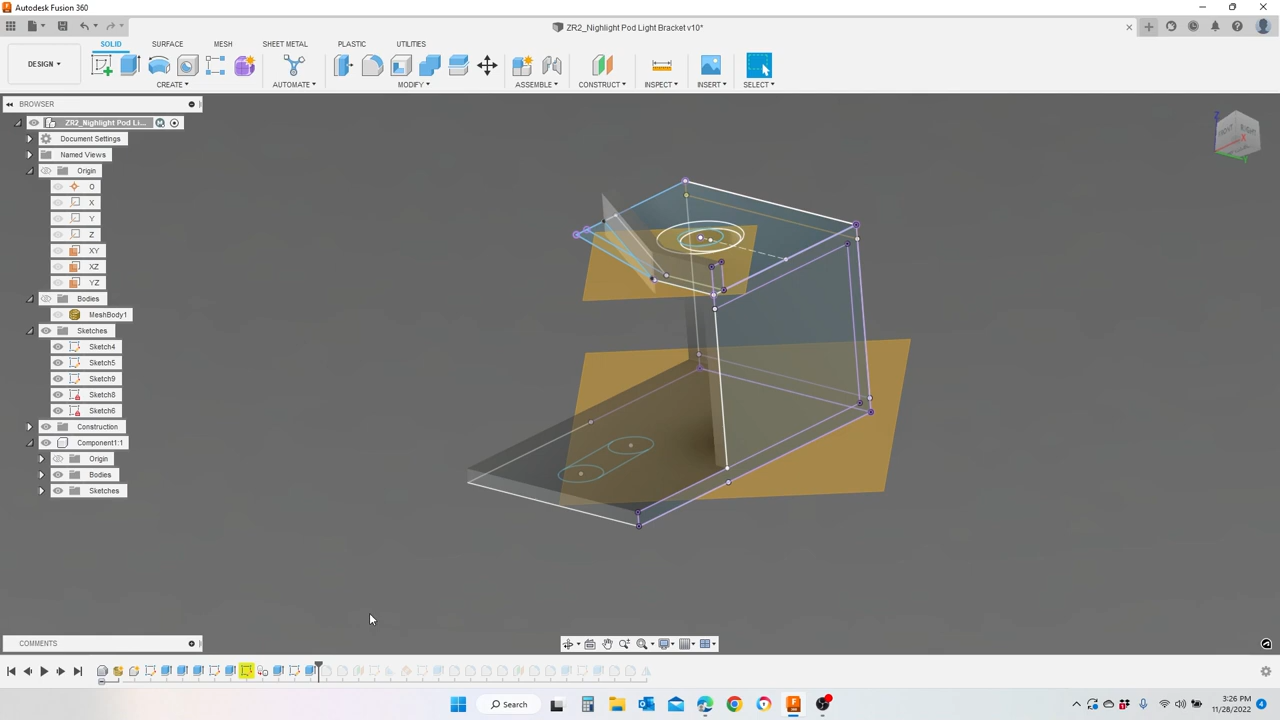 Autodesk Fusion 360
ZR2_Nighlight Pod Light Bracket v10*
SOLID SURFACE MESH SHEET METAL PLASTIC UTILITIES
DESIGN
CREATE AUTOMATE MODIFY ASSEMBLE CONSTRUCT INSPECT INSERT SELECT
BROWSER
ZR2_Nighlight Pod Li...
Document Settings
Named Views
Origin
O
X
Y
Z
XY
XZ
YZ
Bodies
MeshBody1
Sketches
Sketch4
Sketch5
Sketch9
Sketch8
Sketch6
Construction
Component1:1
Origin
Bodies
Sketches
Z
FRONT RIGHT
X
Y
COMMENTS
Search
3:26 PM
11/28/2022
4